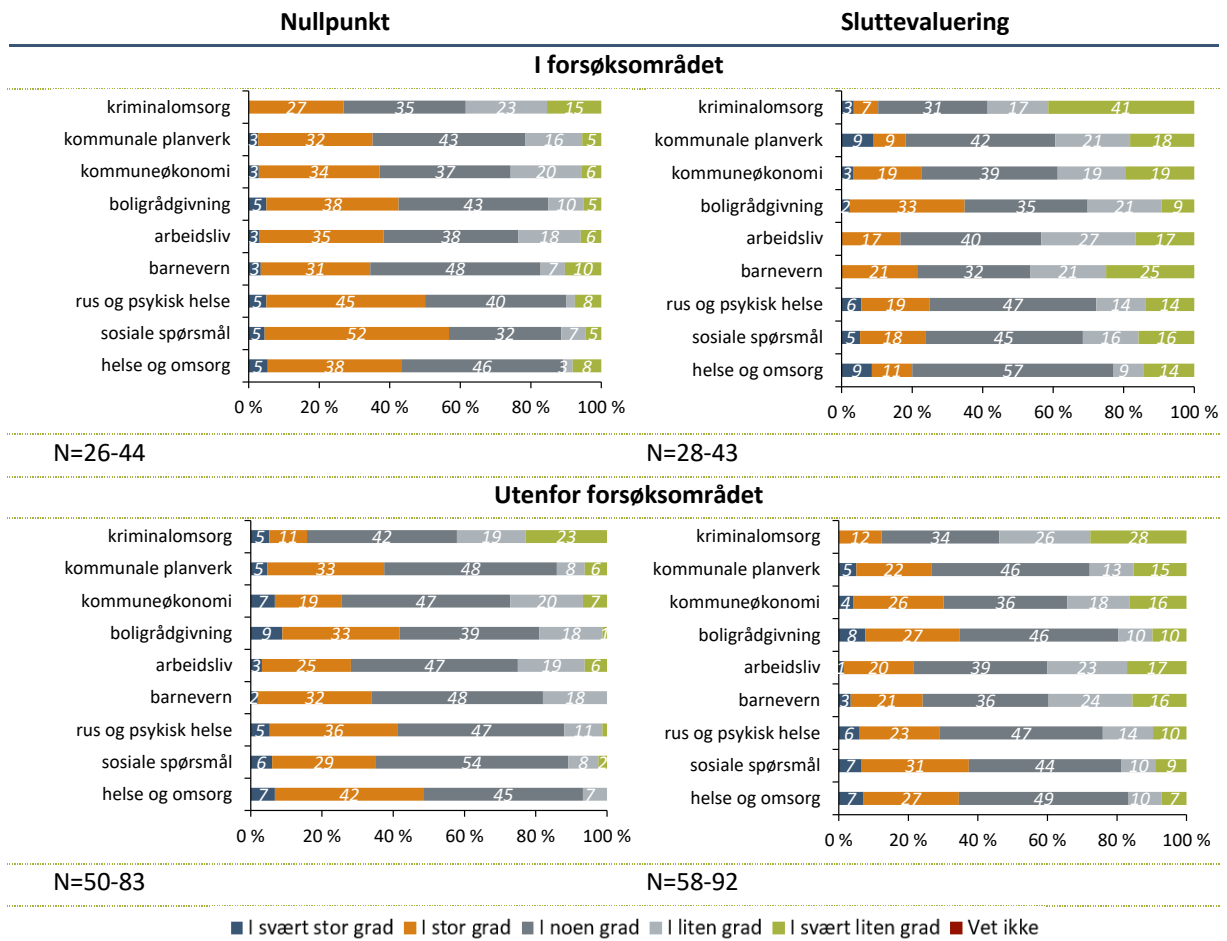 Nullpunkt Sluttevaluering
I forsøksområdet
kriminalomsorg 27 35 23 15 kriminalomsorg 3 7 31 17 41
kommunale planverk 3 32 43 16 5 kommunale planverk 9 9 42 21 18
kommuneøkonomi 3 34 37 20 6 kommuneøkonomi 3 19 39 19 19
boligrådgivning 5 38 43 10 5 boligrådgivning 2 33 35 21 9
arbeidsliv 3 35 38 18 6 arbeidsliv 17 40 27 17
barnevern 3 31 48 7 10 barnevern 21 32 21 25
rus og psykisk helse 5 45 40 8 rus og psykisk helse 6 19 47 14 14
sosiale spørsmål 5 52 32 7 5 sosiale spørsmål 5 18 45 16 16
helse og omsorg 5 38 46 3 8 helse og omsorg 9 11 57 9 14
0 % 20 % 40 % 60 % 80 % 100 % 0 % 20 % 40 % 60 % 80 % 100 %
N=26-44 N=28-43
Utenfor forsøksområdet
kriminalomsorg 5 11 42 19 23 kriminalomsorg 12 34 26 28
kommunale planverk 5 33 48 8 6 kommunale planverk 5 22 46 13 15
kommuneøkonomi 7 19 47 20 7 kommuneøkonomi 4 26 36 18 16
boligrådgivning 9 33 39 18 1 boligrådgivning 8 27 46 10 10
arbeidsliv 3 25 47 19 6 arbeidsliv 1 20 39 23 17
barnevern 2 32 48 18 barnevern 3 21 36 24 16
rus og psykisk helse 5 36 47 11 rus og psykisk helse 6 23 47 14 10
sosiale spørsmål 6 29 54 8 2 sosiale spørsmål 7 31 44 10 9
helse og omsorg 7 42 45 7 helse og omsorg 7 27 49 10 7
0 % 20 % 40 % 60 % 80 % 100 % 0 % 20 % 40 % 60 % 80 % 100 %
N=50-83 N=58-92
I svært stor grad I stor grad I noen grad I liten grad I svært liten grad Vet ikke